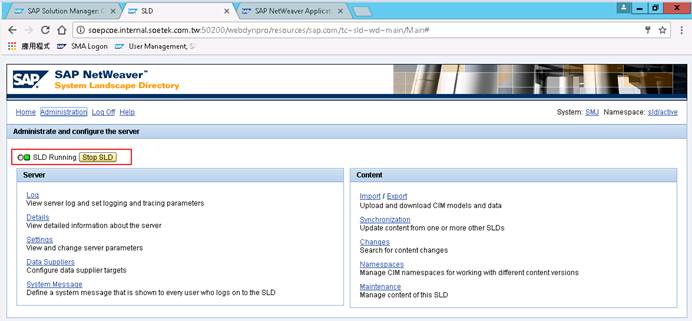 SAP Solution Manager: C
SLD
SAP NetWeaver Applicat
soepcoe.internal.soetek.com.tw:50200/webdynpro/resources/sap.com/tc~sld~wd~main/Main#
應用程式 SMA Logon User Management, S
SAP SAP NetWeaver™
System Landscape Directory
Home Administration Log Off Help System: SMJ Namespace: sld/active
Administrate and configure the server
SLD Running Stop SLD
Server
Log
View server log and set logging and tracing parameters
Details
View detailed information about the server
Settings
View and change server parameters
Data Suppliers
Configure data supplier targets
System Message
Define a system message that is shown to every user who logs on to the SLD
Content
Import / Export
Upload and download CIM models and data
Synchronization
Update content from one or more other SLDs
Changes
Search for content changes
Namespaces
Manage CIM namespaces for working with different content versions
Maintenance
Manage content of this SLD